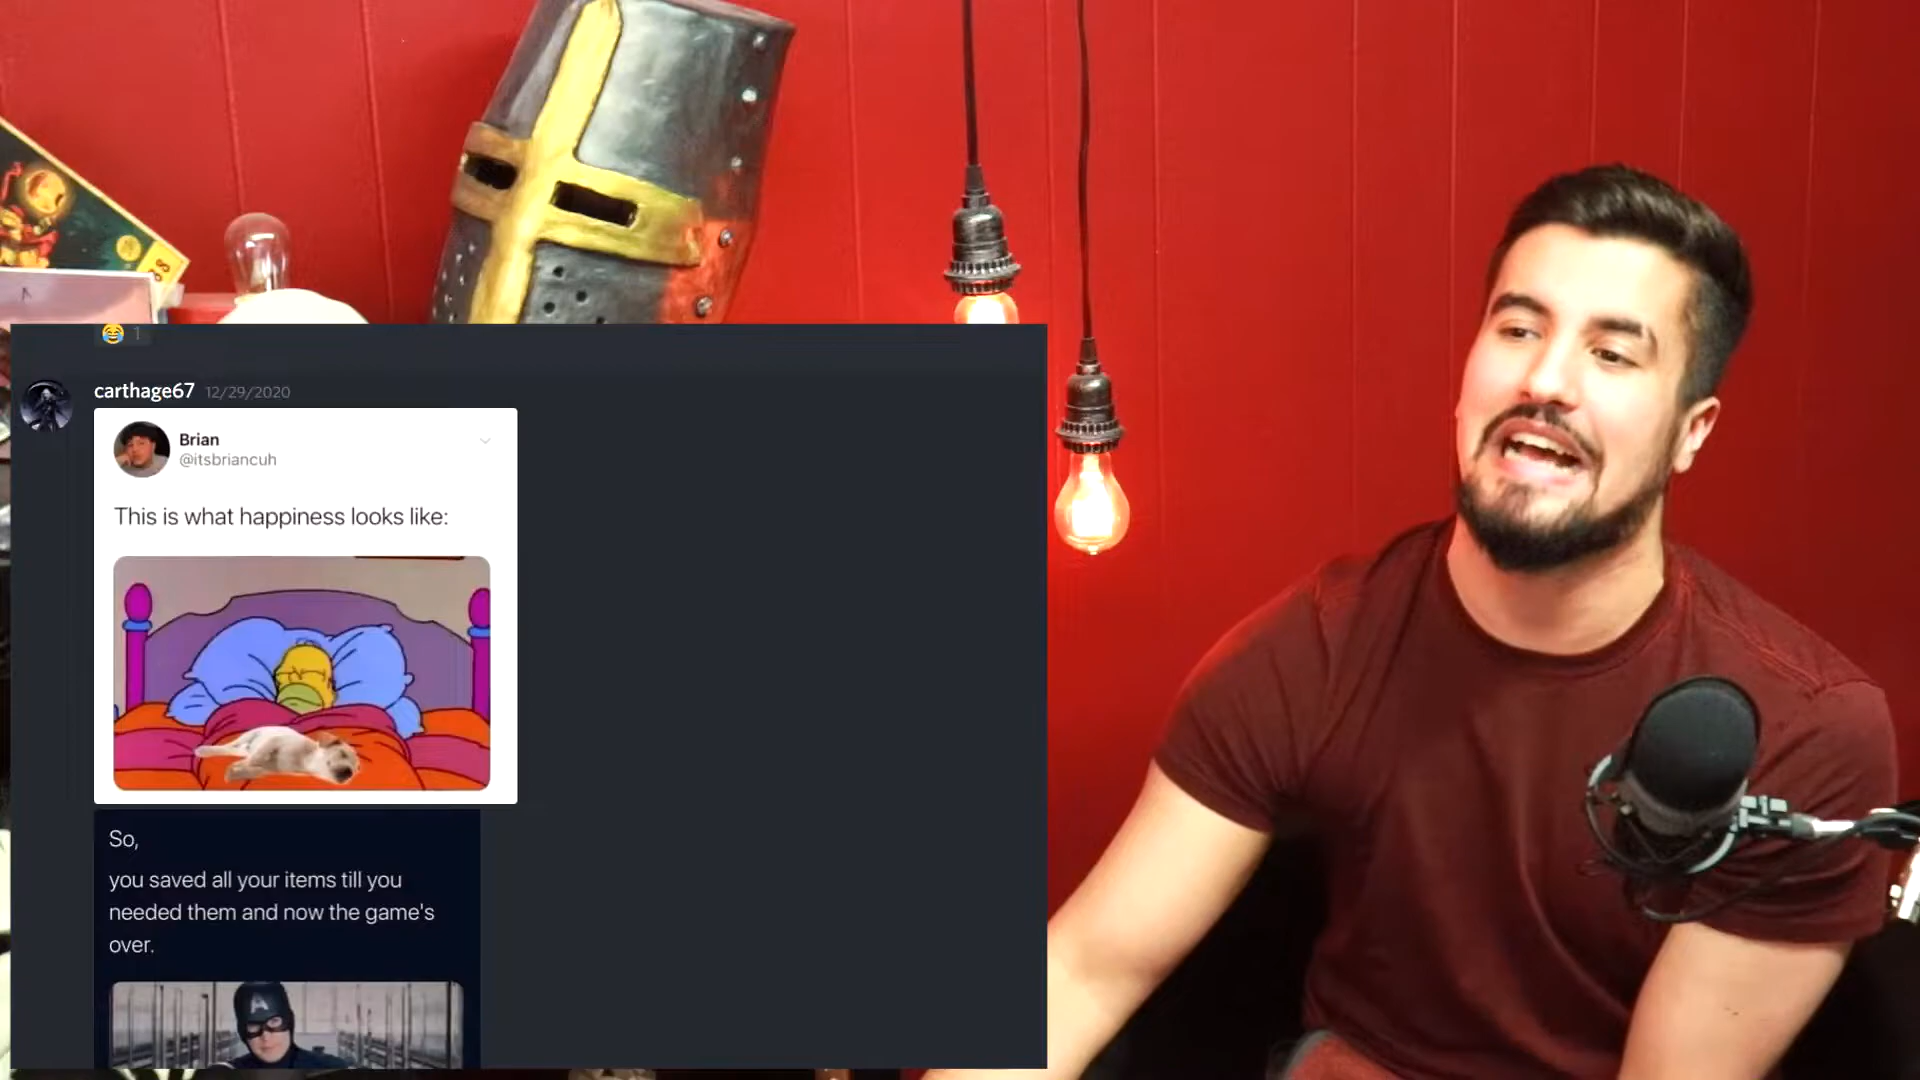 😂 1
carthage67 12/29/2020
Brian
@itsbriancuh
This is what happiness looks like:
So,
you saved all your items till you
needed them and now the game's
over.
A